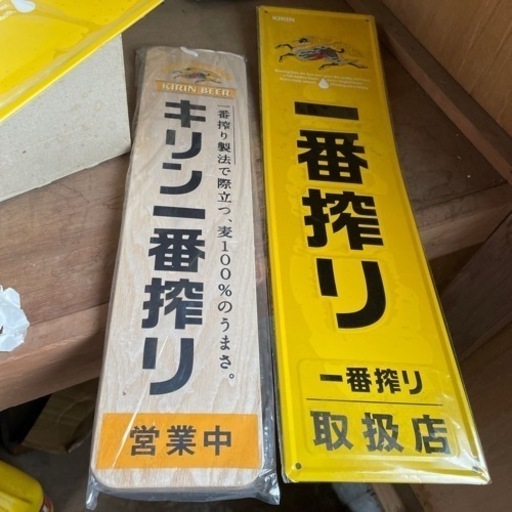 KIRIN BEER
一番搾り製法で際立つ、麦100%のうまさ。
キリン一番搾り
営業中
KIRIN
一番搾り
一番搾り
取扱店